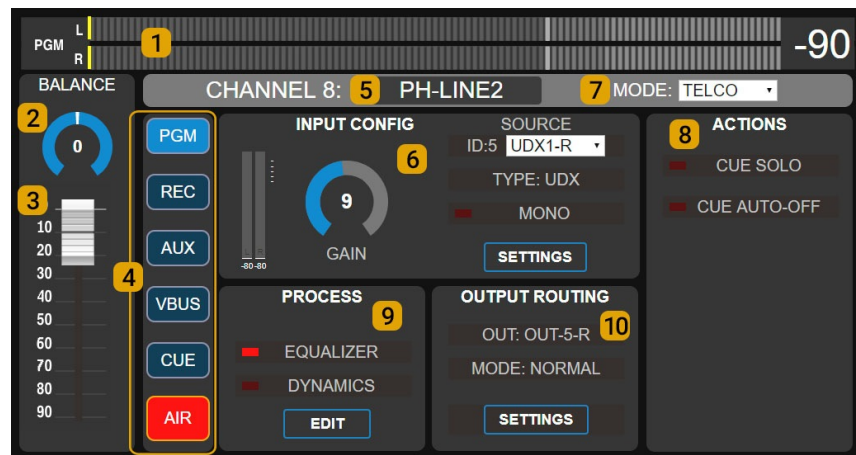 L
PGM
R
1
-90
BALANCE
2
0
3
10
20
30
40
50
60
70
80
90
4
PGM
REC
AUX
VBUS
CUE
AIR
CHANNEL 8: 5 PH-LINE2
7 MODE: TELCO
INPUT CONFIG
6
9
GAIN
L R
-80 -80
SOURCE
ID:5 UDX1-R
TYPE: UDX
MONO
SETTINGS
8 ACTIONS
CUE SOLO
CUE AUTO-OFF
PROCESS
9
EQUALIZER
DYNAMICS
EDIT
OUTPUT ROUTING
OUT: OUT-5-R 10
MODE: NORMAL
SETTINGS